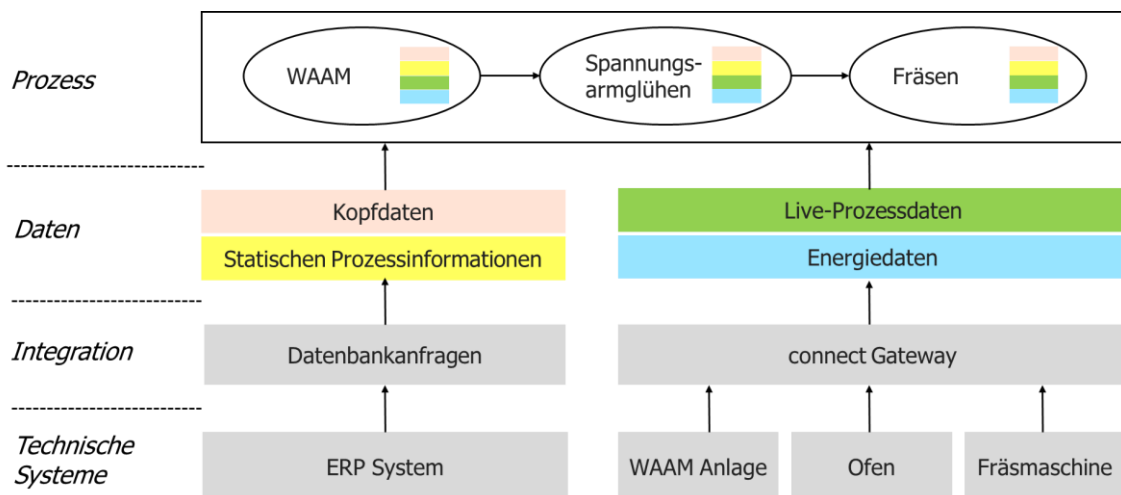 Prozess
WAAM
Spannungs-
armglühen
Fräsen
Daten
Kopfdaten
Statischen Prozessinformationen
Live-Prozessdaten
Energiedaten
Integration
Datenbankanfragen
connect Gateway
Technische
Systeme
ERP System
WAAM Anlage
Ofen
Fräsmaschine